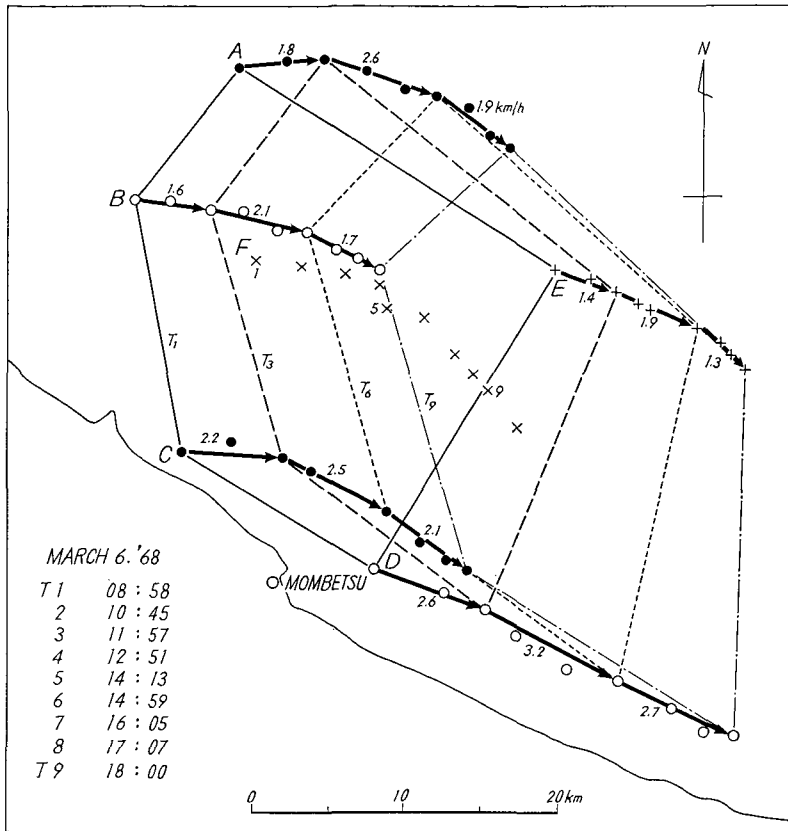 N
A
1.8
2.6
1.9 km/h
B
1.6
2.1
1.7
F
1
5
9
E
1.4
1.9
1.3
T1
T3
T6
T9
C
2.2
2.5
2.1
D
2.6
3.2
2.7
MOMBETSU
MARCH 6.'68
T1 08:58
2 10:45
3 11:57
4 12:51
5 14:13
6 14:59
7 16:05
8 17:07
T9 18:00
0 10 20 km